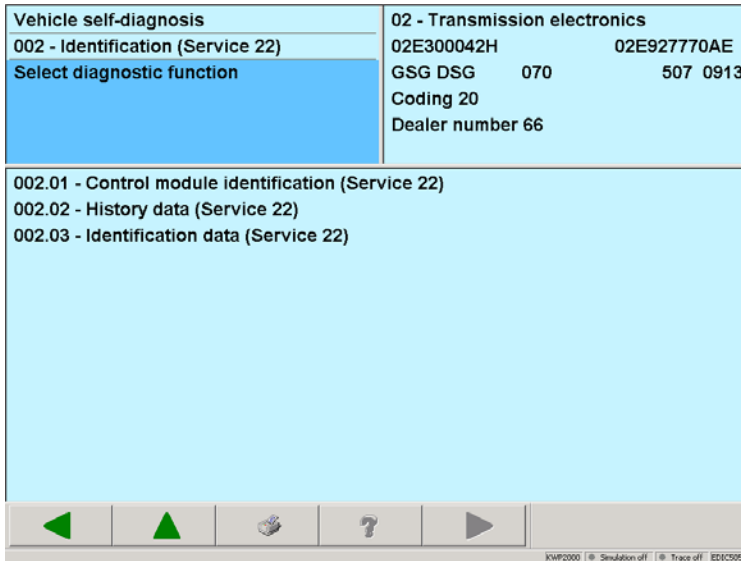 Vehicle self-diagnosis
002 - Identification (Service 22)
Select diagnostic function
02 - Transmission electronics
02E300042H 02E927770AE
GSG DSG 070 507 0913
Coding 20
Dealer number 66
002.01 - Control module identification (Service 22)
002.02 - History data (Service 22)
002.03 - Identification data (Service 22)
?
KWP2000 Simulation off Trace off EDIC505